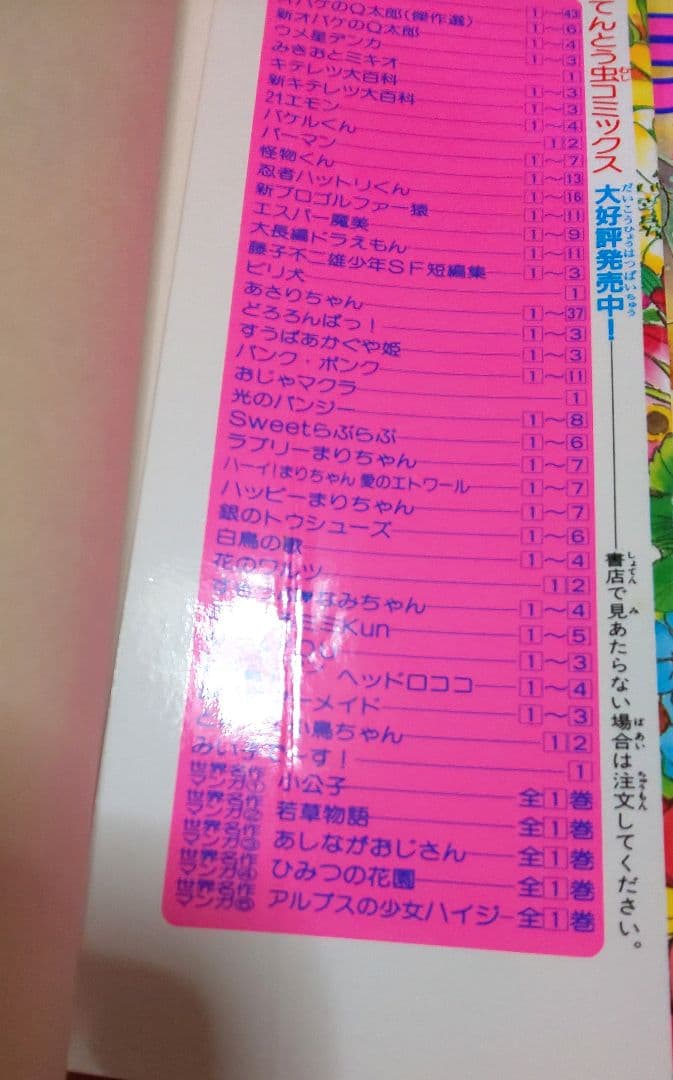 てんとう虫コミックス 大好評発売中!
1〜43
オバケのQ太郎(傑作選) 1〜6
新オバケのQ太郎 1〜4
ウメ星デンカ 1〜3
みきおとミキオ 1
キテレツ大百科 1〜3
新キテレツ大百科 1〜3
21エモン 1〜4
バケルくん 1 2
パーマン 1〜7
怪物くん 1〜13
忍者ハットリくん 1〜16
新プロゴルファー猿 1〜11
エスパー魔美 1〜9
大長編ドラえもん 1〜11
藤子不二雄少年SF短編集 1〜3
ビリ犬 1
あさりちゃん 1〜37
どろろんぱっ! 1〜3
すうぱあかぐや姫 1〜3
パンク・ポンク 1〜11
おじゃマクラ 1
光のパンジー 1〜8
Sweetらぶらぷ 1〜6
ラブリーまりちゃん 1〜7
ハーイ!まりちゃん 愛のエトワール 1〜7
ハッピーまりちゃん 1〜7
銀のトウシューズ 1〜6
白鳥の歌 1〜4
花のワルツ 1 2
なみちゃん 1〜4
ミミKun 1〜5
1〜3
ヘッドロココ 1〜4
ーメイド 1〜3
鳥ちゃん 1 2
みい子で〜す! 1
世界名作マンガ① 小公子 全1巻
世界名作マンガ② 若草物語 全1巻
世界名作マンガ③ あしながおじさん 全1巻
世界名作マンガ④ ひみつの花園 全1巻
世界名作マンガ⑤ アルプスの少女ハイジ 全1巻
書店で見あたらない場合は注文してください。